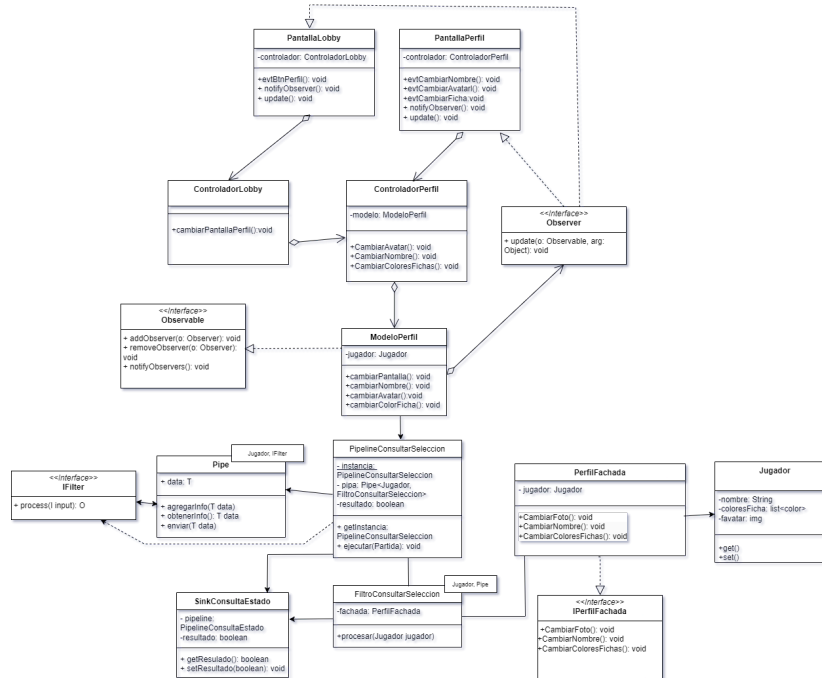 PantallaLobby
-controlador: ControladorLobby
+evtBtnPerfil(): void
+ notifyObserver(): void
+ update(): void
PantallaPerfil
-controlador: ControladorPerfil
+evtCambiarNombre(): void
+evtCambiarAvatarl(): void
+evtCambiarFicha:void
+ notifyObserver(): void
+ update(): void
ControladorLobby
+cambiarPantallaPerfil():void
ControladorPerfil
-modelo: ModeloPerfil
+CambiarAvatar(): void
+CambiarNombre(): void
+CambiarColoresFichas(): void
<<interface>>
Observer
+ update(o: Observable, arg:
Object): void
<<interface>>
Observable
+ addObserver(o: Observer): void
+ removeObserver(o: Observer):
void
+ notifyObservers(): void
ModeloPerfil
-jugador: Jugador
+cambiarPantalla(): void
+cambiarNombre(): void
+cambiarAvatar():void
+cambiarColorFicha(): void
<<interface>>
IFilter
+ process(I input): O
Jugador, IFilter
Pipe
+ data: T
+ agregarInfo(T data)
+ obtenerInfo(): T data
+ enviar(T data)
PipelineConsultarSeleccion
- instancia:
PipelineConsultarSeleccion
- pipa: Pipe<Jugador,
FiltroConsultarSeleccion>
- resultado: boolean
+ getInstancia:
PipelineConsultarSeleccion
+ ejecutar(Partida): void
PerfilFachada
- jugador: Jugador
+CambiarFoto(): void
+CambiarNombre(): void
+CambiarColoresFichas(): void
Jugador
-nombre: String
-coloresFicha: list<color>
-favatar: img
+get()
+set()
SinkConsultaEstado
- pipeline:
PipelineConsultaEstado
-resultado: boolean
+ getResulado(): boolean
+ setResultado(boolean): void
Jugador, Pipe
FiltroConsultarSeleccion
-fachada: PerfilFachada
+procesar(Jugador jugador)
<<interface>>
IPerfilFachada
+CambiarFoto(): void
+CambiarNombre(): void
+CambiarColoresFichas(): void